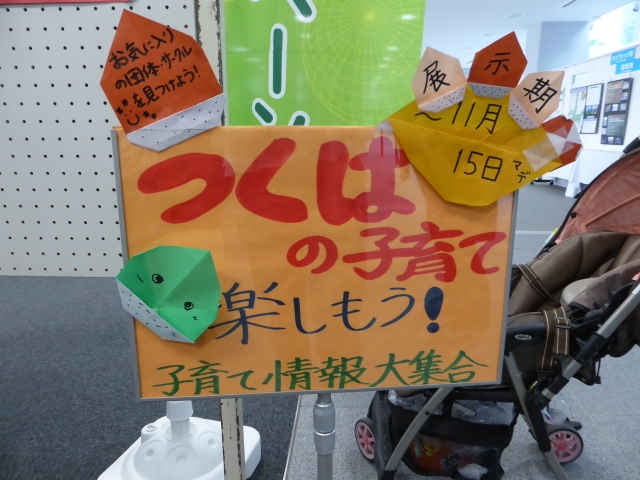 お気に入り
の団体・サークル
を見つけよう！
展示期
～11月
15日マデ
つくば
の子育て
楽しもう！
子育て情報大集合